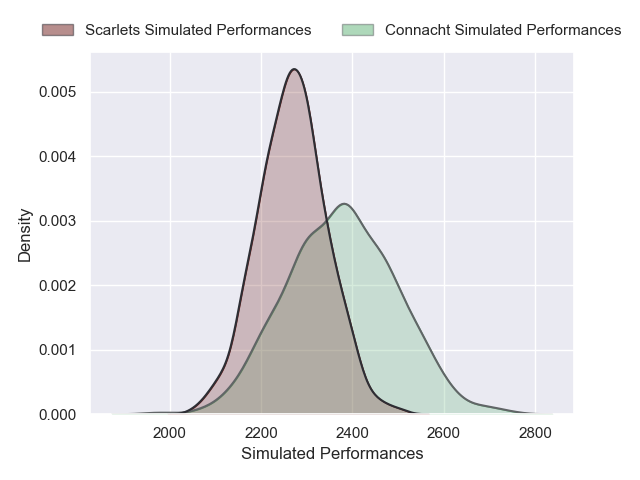 Scarlets Simulated Performances
Connacht Simulated Performances
0.005
0.004
0.003
0.002
0.001
0.000
Density
2000
2200
2400
2600
2800
Simulated Performances